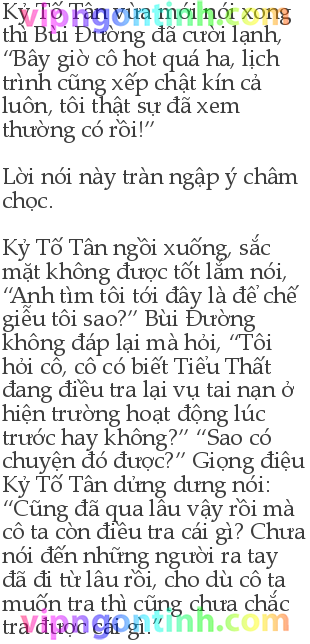 Kỷ Tố Tân vừa mới nói xong
vipngontinh.com
thì Bùi Đường đã cười lạnh,
“Bây giờ cô hot quá ha, lịch
trình cũng xếp chật kín cả
luôn, tôi thật sự đã xem
thường có rồi!”
Lời nói này tràn ngập ý châm
chọc.
Kỷ Tố Tân ngồi xuống, sắc
mặt không được tốt lắm nói,
“Anh tìm tôi tới đây là để chế
giễu tôi sao?” Bùi Đường
không đáp lại mà hỏi, “Tôi
hỏi cô, cô có biết Tiểu Thất
đang điều tra lại vụ tai nạn ở
hiện trường hoạt động lúc
trước hay không?” “Sao có
chuyện đó được?” Giọng điệu
Kỷ Tố Tân dửng dưng nói:
“Cũng đã qua lâu vậy rồi mà
cô ta còn điều tra cái gì? Chưa
nói đến những người ra tay
đã đi từ lâu rồi, cho dù cô ta
muốn tra thì cũng chưa chắc
tra được cái gì.”
vipngontinh.com